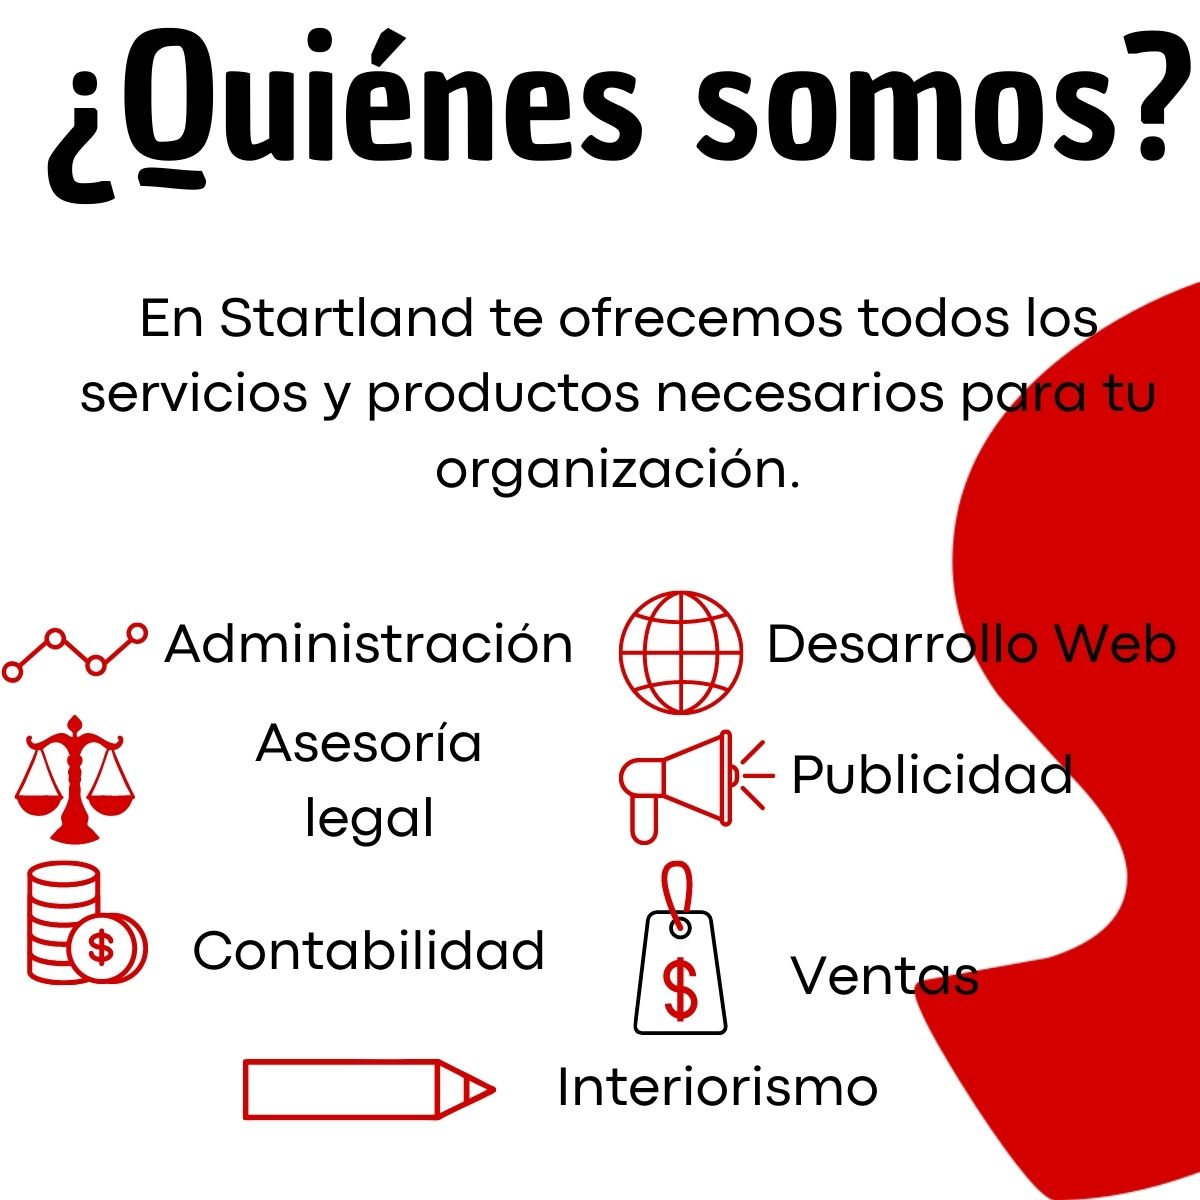 ¿Quiénes somos?
En Startland te ofrecemos todos los
servicios y productos necesarios para tu
organización.
Administración
Desarrollo Web
Asesoría
legal
Publicidad
Contabilidad
$
Ventas
$
Interiorismo